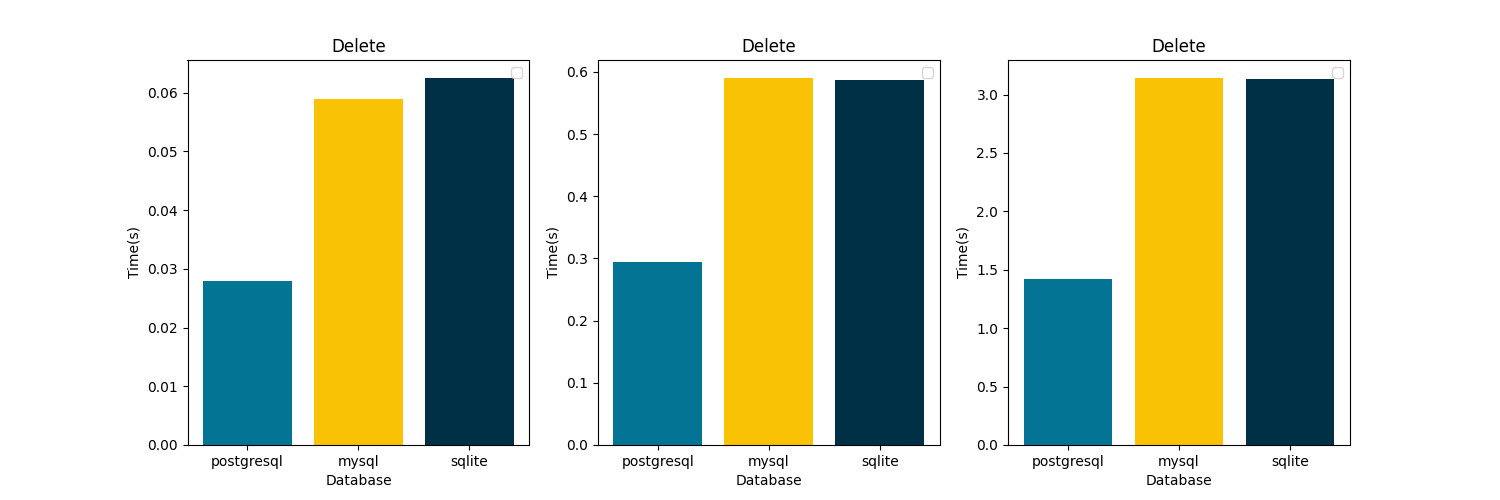 Delete
Time(s)
0.06
0.05
0.04
0.03
0.02
0.01
0.00
postgresql mysql sqlite
Database
Delete
Time(s)
0.6
0.5
0.4
0.3
0.2
0.1
0.0
postgresql mysql sqlite
Database
Delete
Time(s)
3.0
2.5
2.0
1.5
1.0
0.5
0.0
postgresql mysql sqlite
Database